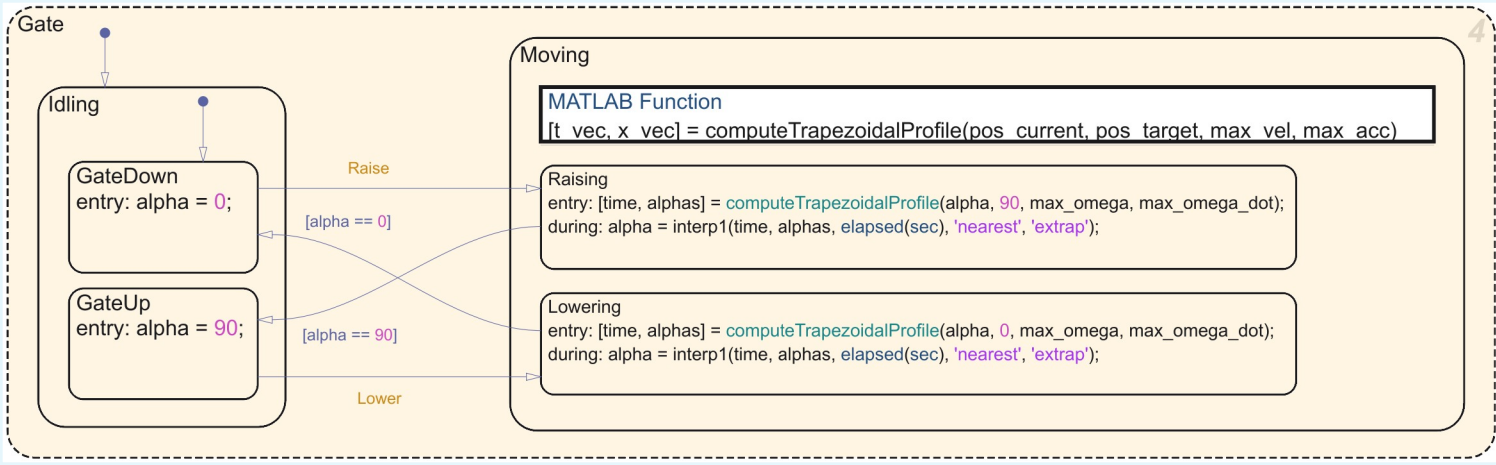 Gate
4
Moving
Idling
MATLAB Function
[t_vec, x_vec] = computeTrapezoidalProfile(pos_current, pos_target, max_vel, max_acc)
GateDown
entry: alpha = 0;
Raise
Raising
entry: [time, alphas] = computeTrapezoidalProfile(alpha, 90, max_omega, max_omega_dot);
during: alpha = interp1(time, alphas, elapsed(sec), 'nearest', 'extrap');
[alpha == 0]
GateUp
entry: alpha = 90;
[alpha == 90]
Lowering
entry: [time, alphas] = computeTrapezoidalProfile(alpha, 0, max_omega, max_omega_dot);
during: alpha = interp1(time, alphas, elapsed(sec), 'nearest', 'extrap');
Lower